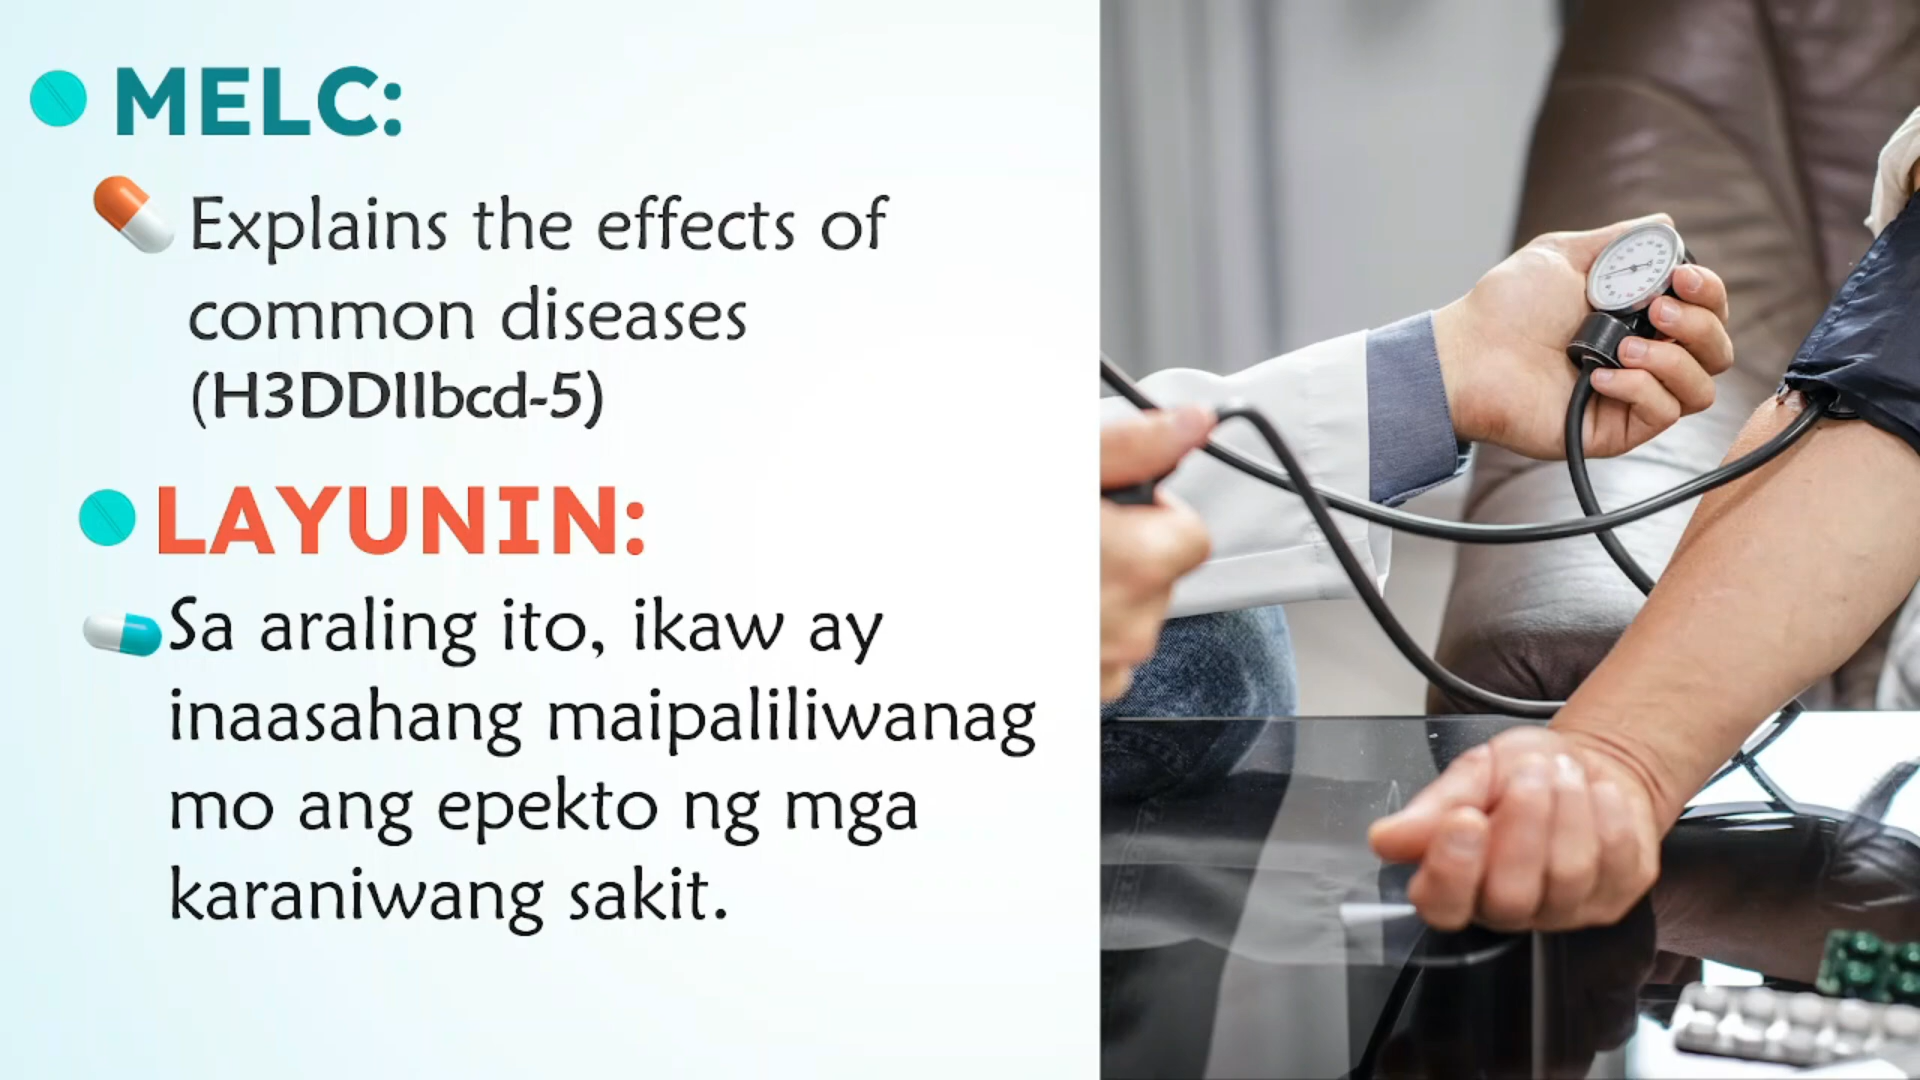 MELC:
Explains the effects of
common diseases
(H3DDIIbcd-5)
LAYUNIN:
Sa araling ito, ikaw ay
inaasahang maipaliliwanag
mo ang epekto ng mga
karaniwang sakit.